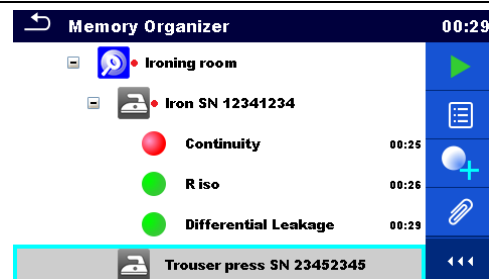 Memory Organizer 00:29
Ironing room
Iron SN 12341234
Continuity 00:25
R iso 00:26
Differential Leakage 00:29
Trouser press SN 23452345